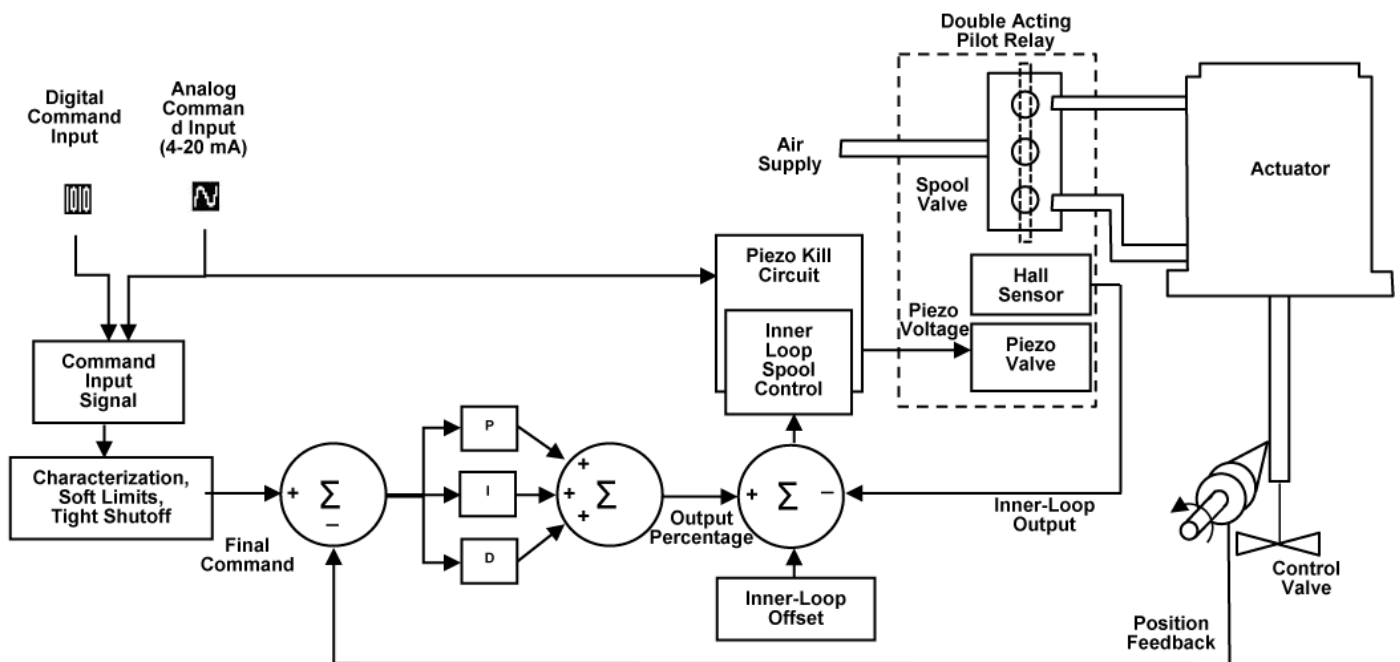 Double Acting
Pilot Relay
Digital
Command
Input
Analog
Comman
d Input
(4-20 mA)
Air
Supply
Spool
Valve
Actuator
Piezo Kill
Circuit
Hall
Sensor
Piezo
Voltage
Inner
Loop
Spool
Control
Piezo
Valve
Command
Input
Signal
P
Characterization,
Soft Limits,
Tight Shutoff
+
Σ
−
I
+
+
+
Σ
+
Σ
−
D
Final
Command
Output
Percentage
Inner-Loop
Output
Inner-Loop
Offset
Control
Valve
Position
Feedback